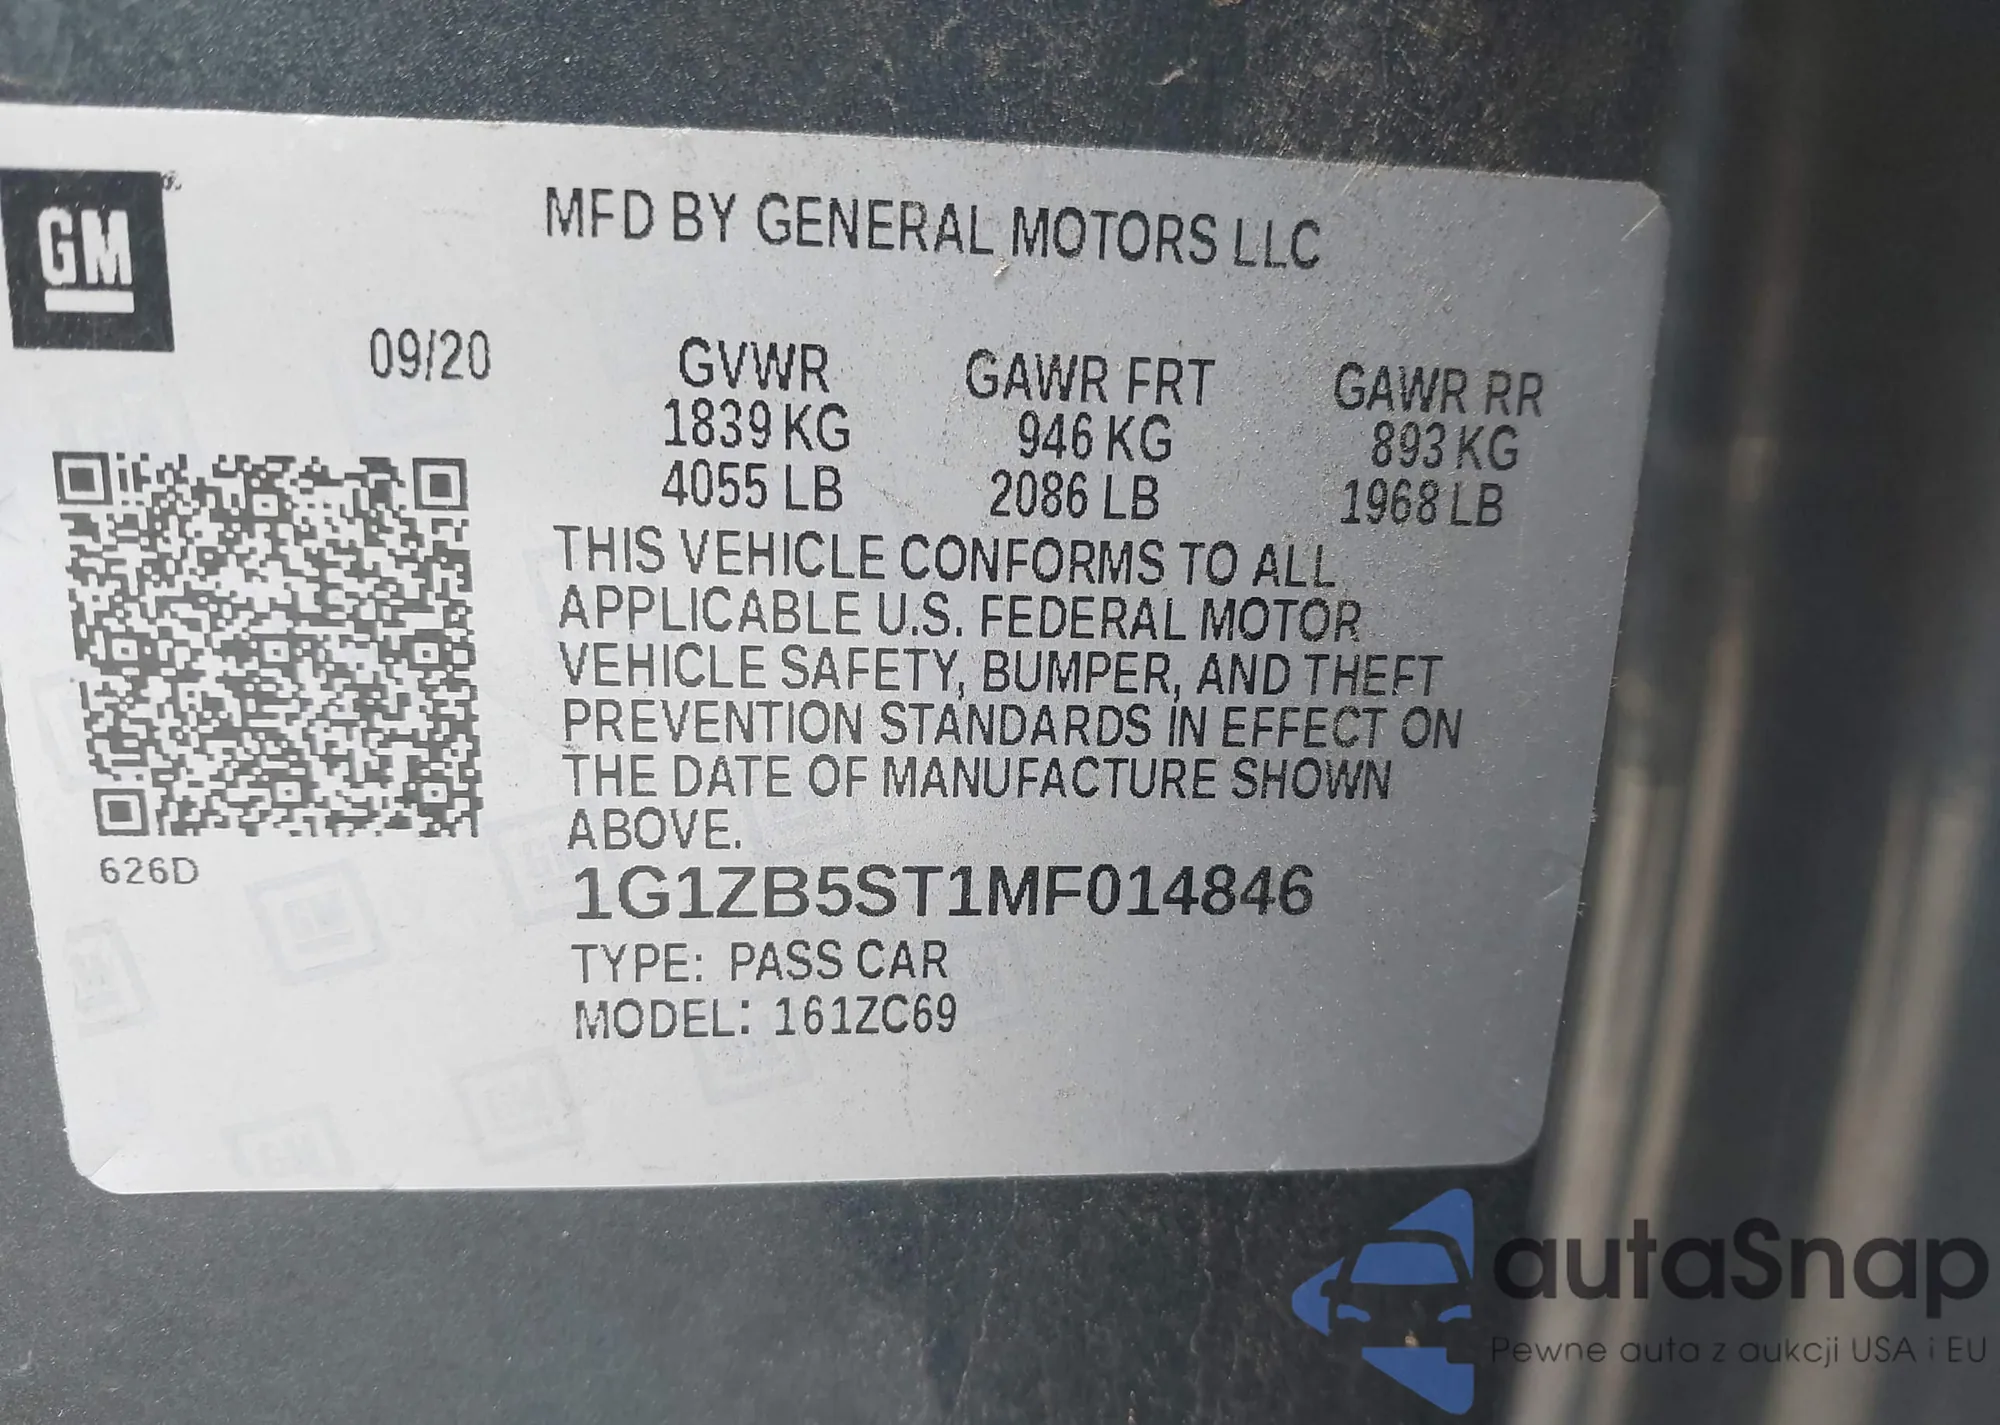 GM
MFD BY GENERAL MOTORS LLC
09/20
GVWR GAWR FRT GAWR RR
1839 KG 946 KG 893 KG
4055 LB 2086 LB 1968 LB
THIS VEHICLE CONFORMS TO ALL
APPLICABLE U.S. FEDERAL MOTOR
VEHICLE SAFETY, BUMPER, AND THEFT
PREVENTION STANDARDS IN EFFECT ON
THE DATE OF MANUFACTURE SHOWN
ABOVE.
626D
1G1ZB5ST1MF014846
TYPE: PASS CAR
MODEL: 161ZC69
autaSnap
Pewne auta z aukcji USA i EU